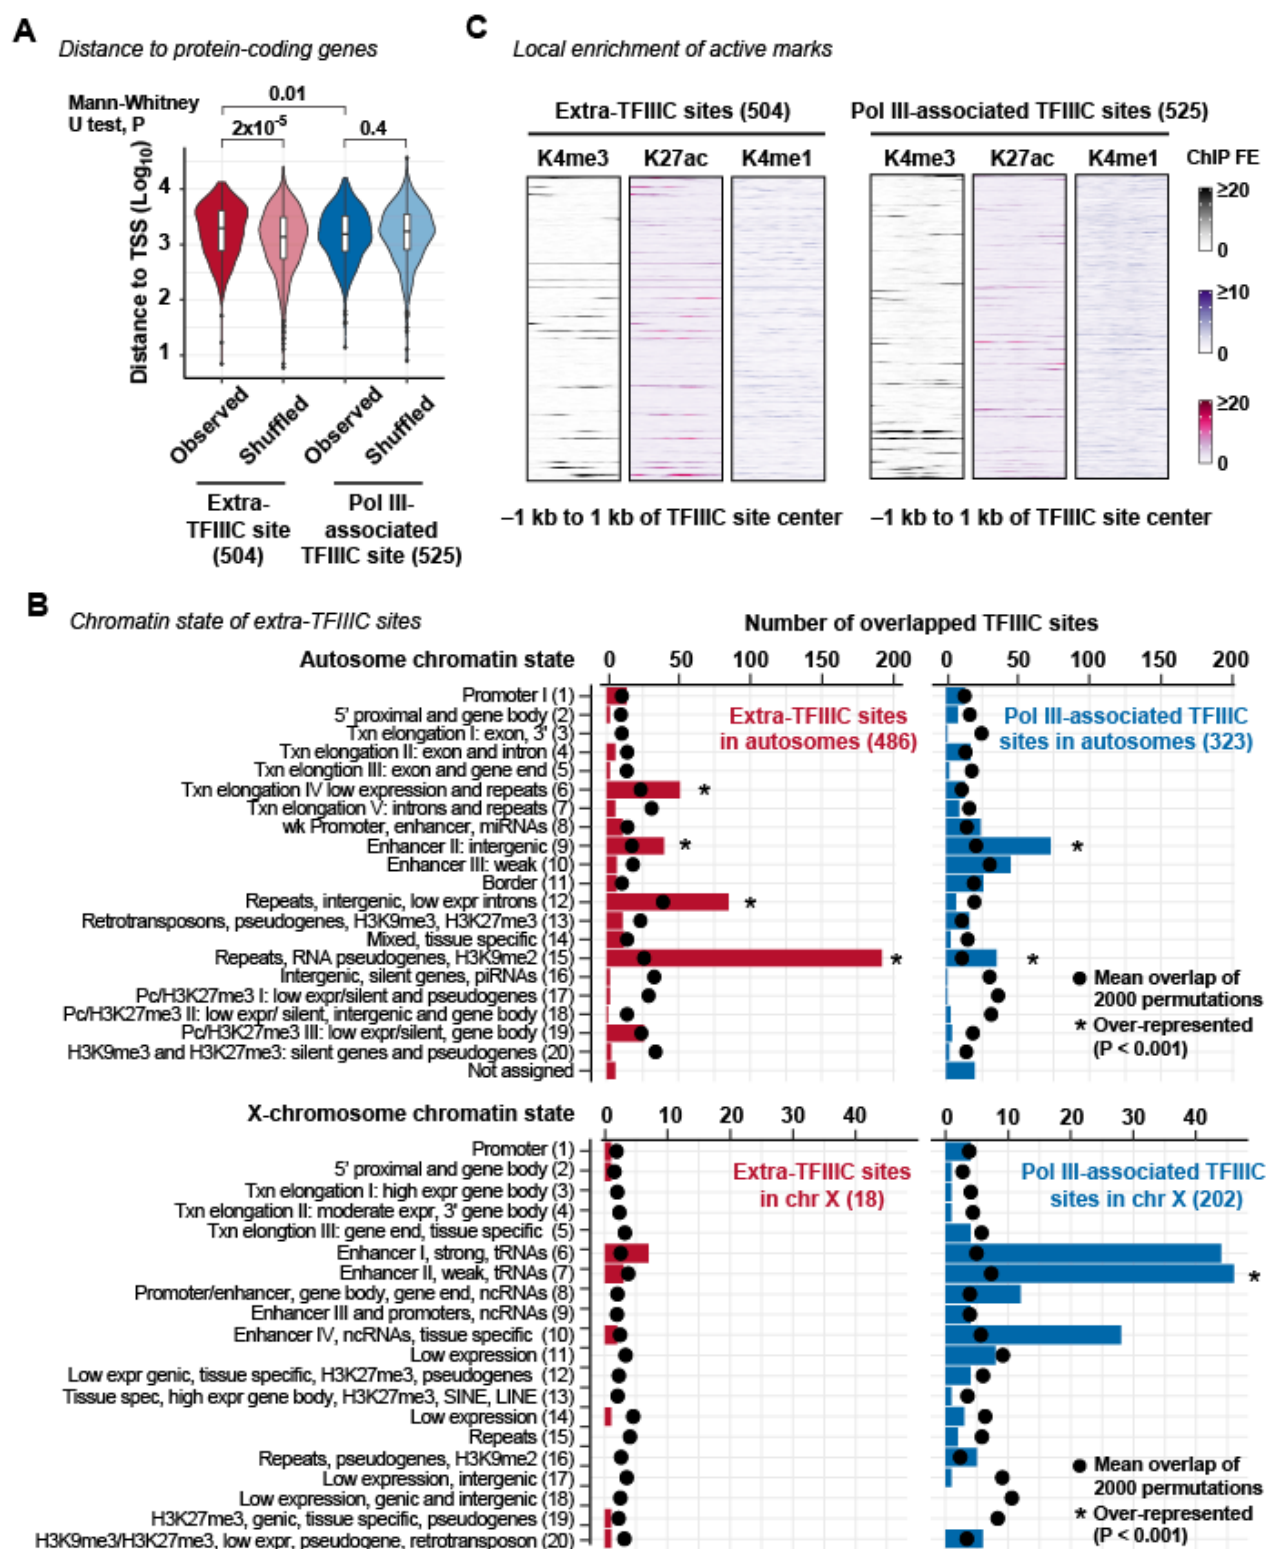 A
Distance to protein-coding genes
Mann-Whitney
U test, P
0.01
2x10-5
0.4
Distance to TSS (Log10)
4
3
2
1
Observed
Shuffled
Observed
Shuffled
Extra-
TFIIIC site
(504)
Pol III-
associated
TFIIIC site (525)
C
Local enrichment of active marks
Extra-TFIIIC sites (504)
Pol III-associated TFIIIC sites (525)
K4me3 K27ac K4me1
K4me3 K27ac K4me1
ChIP FE
≥20
0
≥10
0
≥20
0
–1 kb to 1 kb of TFIIIC site center
–1 kb to 1 kb of TFIIIC site center
B
Chromatin state of extra-TFIIIC sites
Number of overlapped TFIIIC sites
Autosome chromatin state
0 50 100 150 200
0 50 100 150 200
Promoter I (1)
5' proximal and gene body (2)
Txn elongation I: exon, 3' (3)
Txn elongation II: exon and intron (4)
Txn elongtion III: exon and gene end (5)
Txn elongation IV low expression and repeats (6)
Txn elongation V: introns and repeats (7)
wk Promoter, enhancer, miRNAs (8)
Enhancer II: intergenic (9)
Enhancer III: weak (10)
Border (11)
Repeats, intergenic, low expr introns (12)
Retrotransposons, pseudogenes, H3K9me3, H3K27me3 (13)
Mixed, tissue specific (14)
Repeats, RNA pseudogenes, H3K9me2 (15)
Intergenic, silent genes, piRNAs (16)
Pc/H3K27me3 I: low expr/silent and pseudogenes (17)
Pc/H3K27me3 II: low expr/ silent, intergenic and gene body (18)
Pc/H3K27me3 III: low expr/silent, gene body (19)
H3K9me3 and H3K27me3: silent genes and pseudogenes (20)
Not assigned
Extra-TFIIIC sites
in autosomes (486)
*
*
*
*
Pol III-associated TFIIIC
sites in autosomes (323)
*
*
Mean overlap of
2000 permutations
* Over-represented
(P < 0.001)
X-chromosome chromatin state
0 10 20 30 40
0 10 20 30 40
Promoter (1)
5' proximal and gene body (2)
Txn elongation I: high expr gene body (3)
Txn elongation II: moderate expr, 3' gene body (4)
Txn elongtion III: gene end, tissue specific (5)
Enhancer I, strong, tRNAs (6)
Enhancer II, weak, tRNAs (7)
Promoter/enhancer, gene body, gene end, ncRNAs (8)
Enhancer III and promoters, ncRNAs (9)
Enhancer IV, ncRNAs, tissue specific (10)
Low expression (11)
Low expr genic, tissue specific, H3K27me3, pseudogenes (12)
Tissue spec, high expr gene body, H3K27me3, SINE, LINE (13)
Low expression (14)
Repeats (15)
Repeats, pseudogenes, H3K9me2 (16)
Low expression, intergenic (17)
Low expression, genic and intergenic (18)
H3K27me3, genic, tissue specific, pseudogenes (19)
H3K9me3/H3K27me3, low expr, pseudogene, retrotransposon (20)
Extra-TFIIIC sites
in chr X (18)
Pol III-associated TFIIIC
sites in chr X (202)
*
Mean overlap of
2000 permutations
* Over-represented
(P < 0.001)